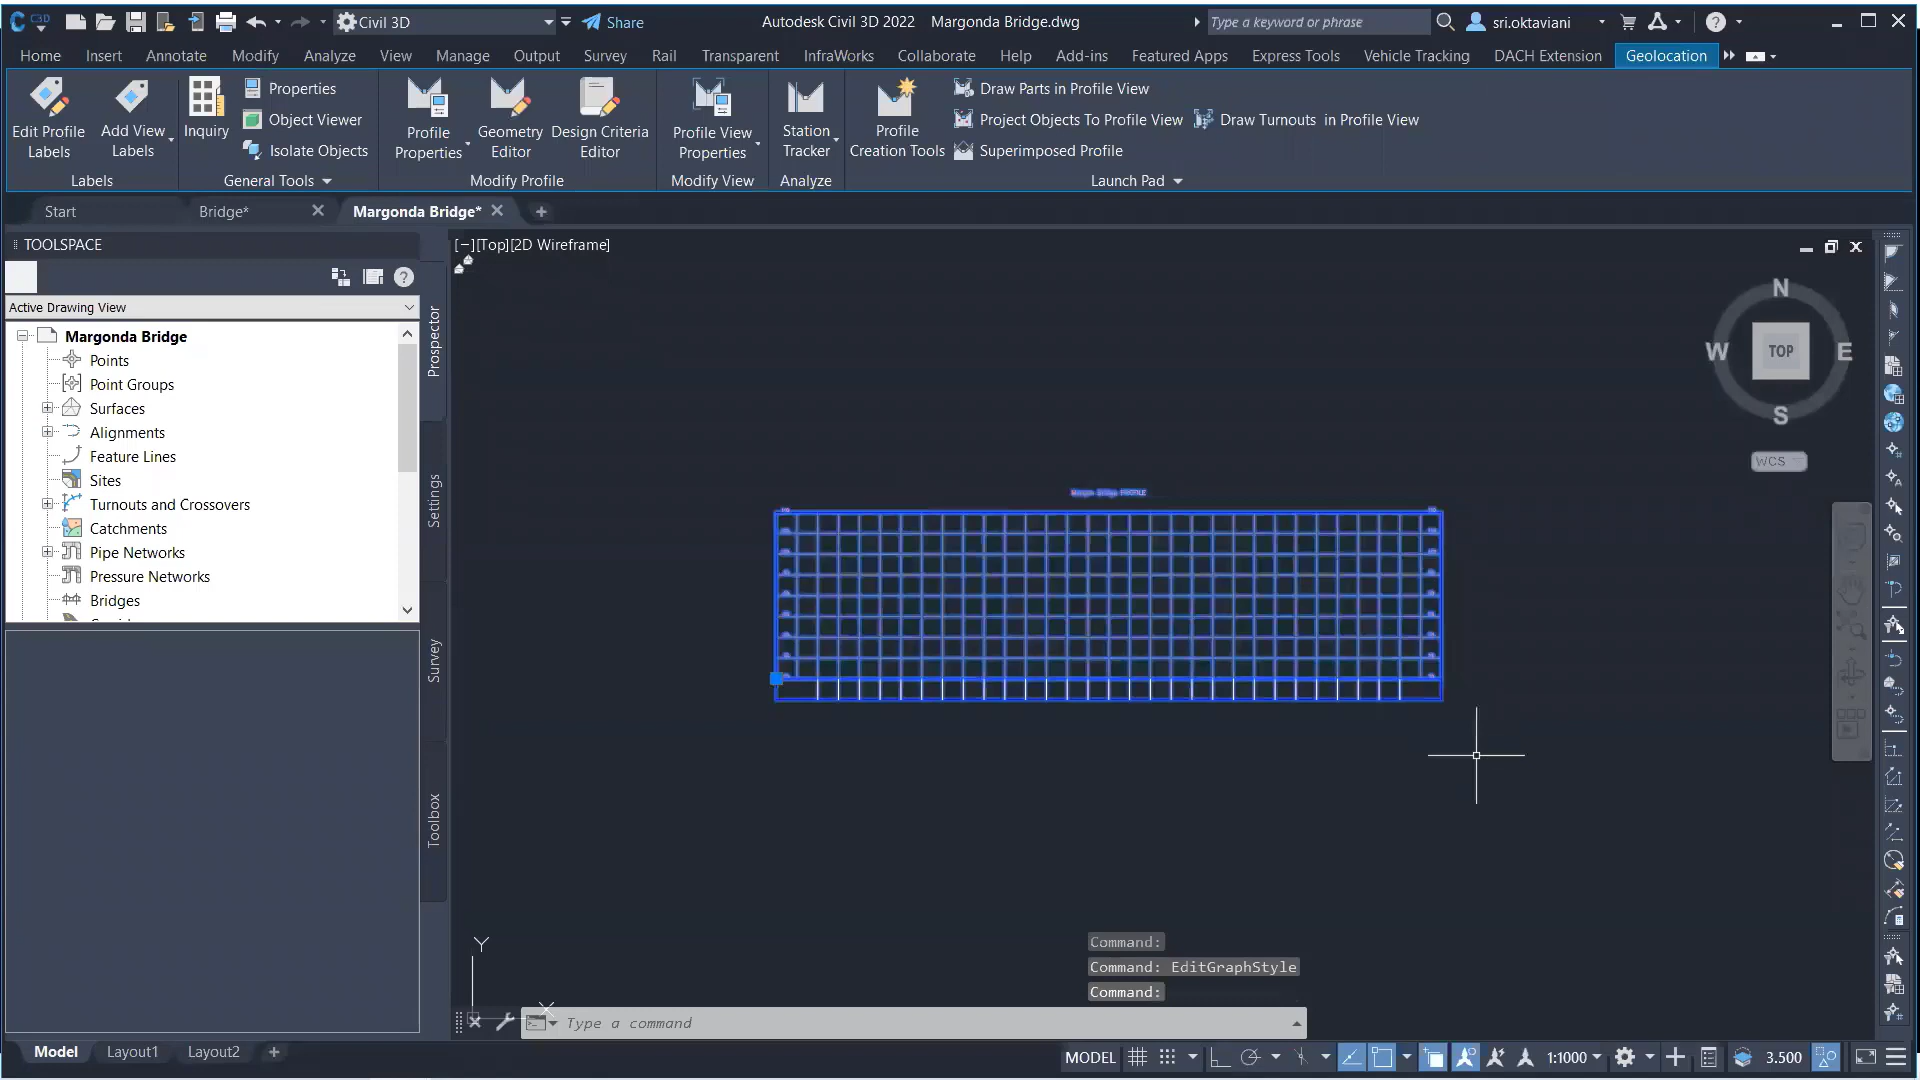 C3D
Civil 3D
Share
Autodesk Civil 3D 2022 Margonda Bridge.dwg
Type a keyword or phrase
sri.oktaviani
Home Insert Annotate Modify Analyze View Manage Output Survey Rail Transparent InfraWorks Collaborate Help Add-ins Featured Apps Express Tools Vehicle Tracking DACH Extension Geolocation
Edit Profile Labels
Add View Labels
Labels
Inquiry
Properties
Object Viewer
Isolate Objects
General Tools
Profile Properties
Geometry Editor
Design Criteria Editor
Modify Profile
Profile View Properties
Modify View
Station Tracker
Analyze
Profile Creation Tools
Draw Parts in Profile View
Project Objects To Profile View
Draw Turnouts in Profile View
Superimposed Profile
Launch Pad
Start Bridge* Margonda Bridge*
TOOLSPACE
Active Drawing View
Margonda Bridge
Points
Point Groups
Surfaces
Alignments
Feature Lines
Sites
Turnouts and Crossovers
Catchments
Pipe Networks
Pressure Networks
Bridges
Prospector
Settings
Survey
Toolbox
[−][Top][2D Wireframe]
N
W TOP E
S
WCS
Y
X
Command:
Command: EditGraphStyle
Command:
Type a command
Model Layout1 Layout2
MODEL 1:1000 3.500